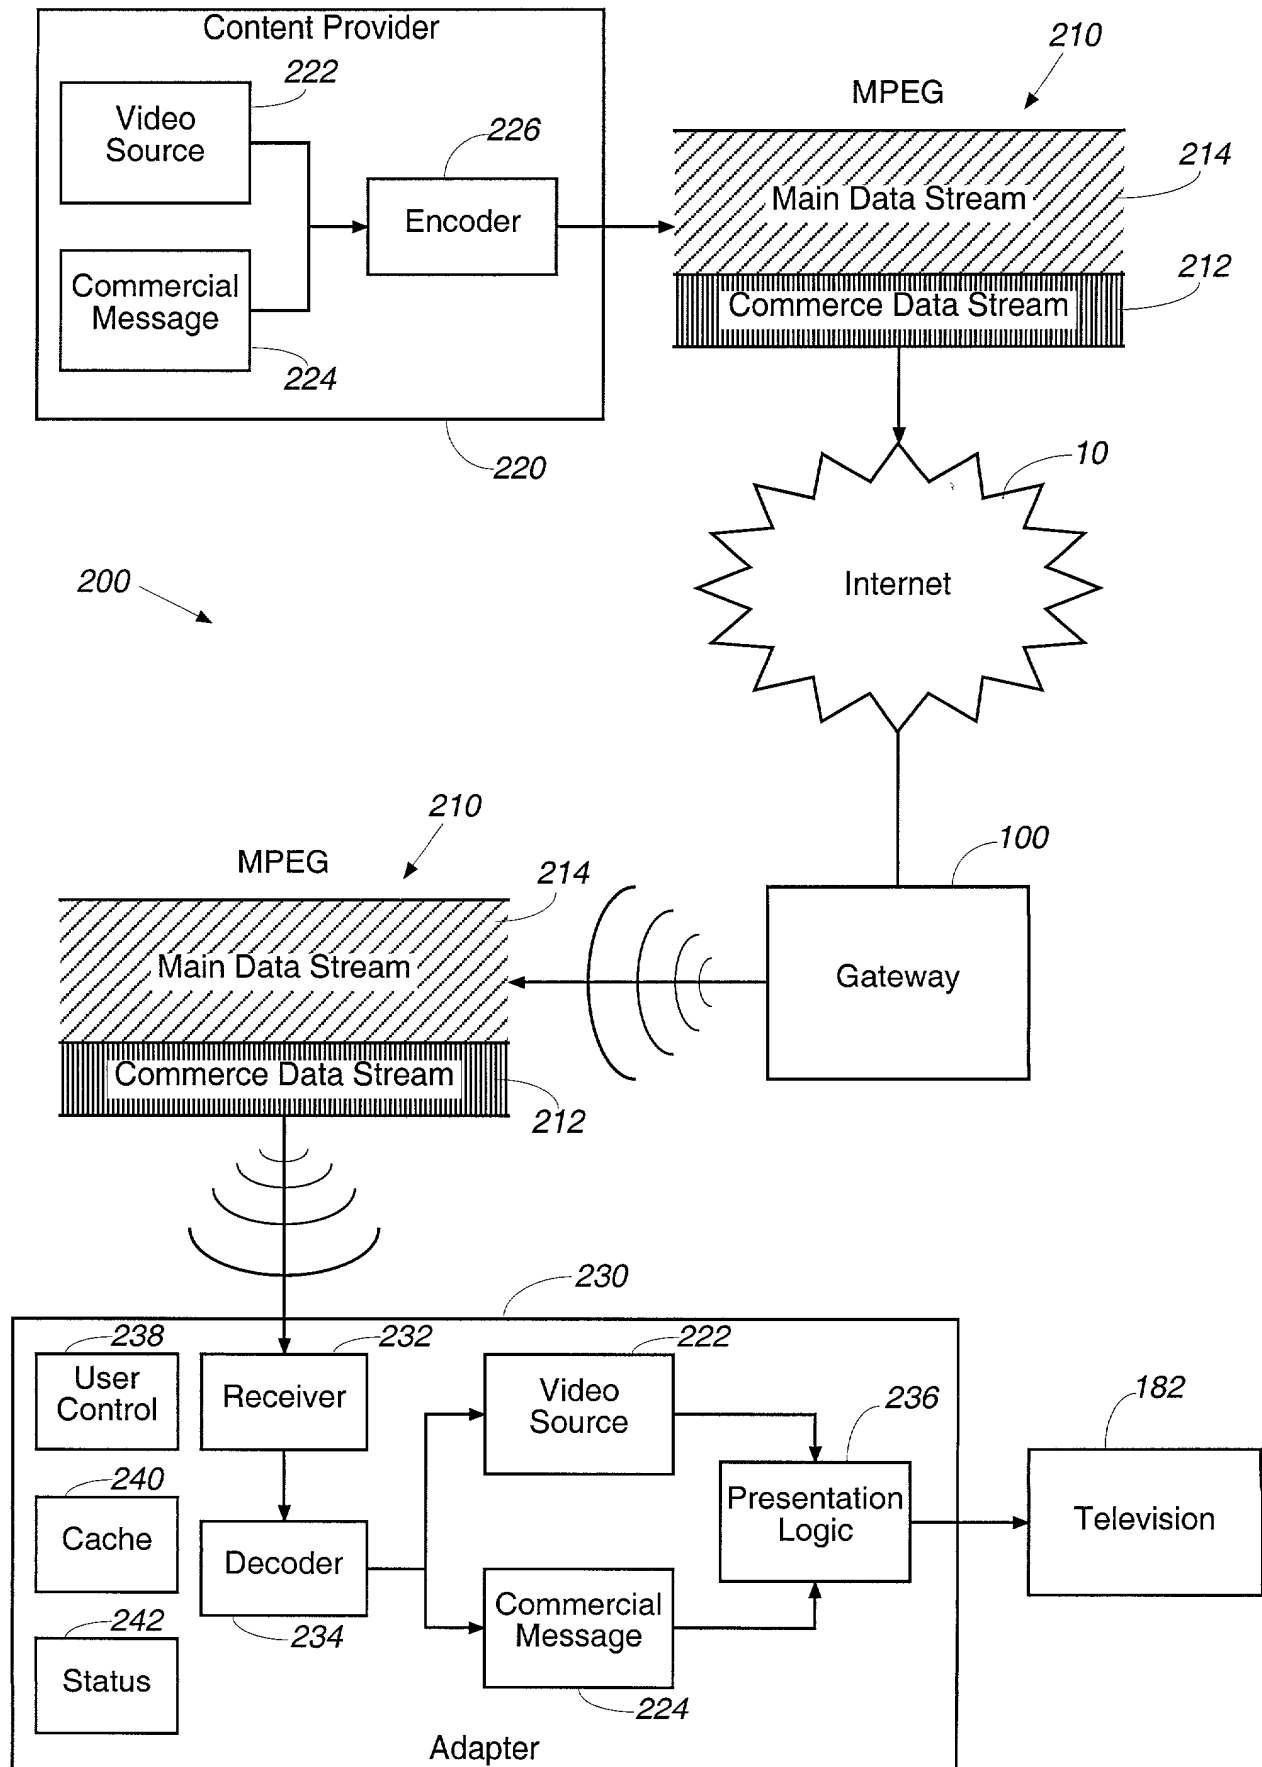 Content Provider
222
Video
Source
226
Encoder
Commercial
Message
224
220
210
MPEG
214
Main Data Stream
212
Commerce Data Stream
10
Internet
200
100
Gateway
210
MPEG
214
Main Data Stream
Commerce Data Stream
212
230
238
User
Control
232
Receiver
222
Video
Source
236
Presentation
Logic
182
Television
240
Cache
Decoder
234
Commercial
Message
224
242
Status
Adapter